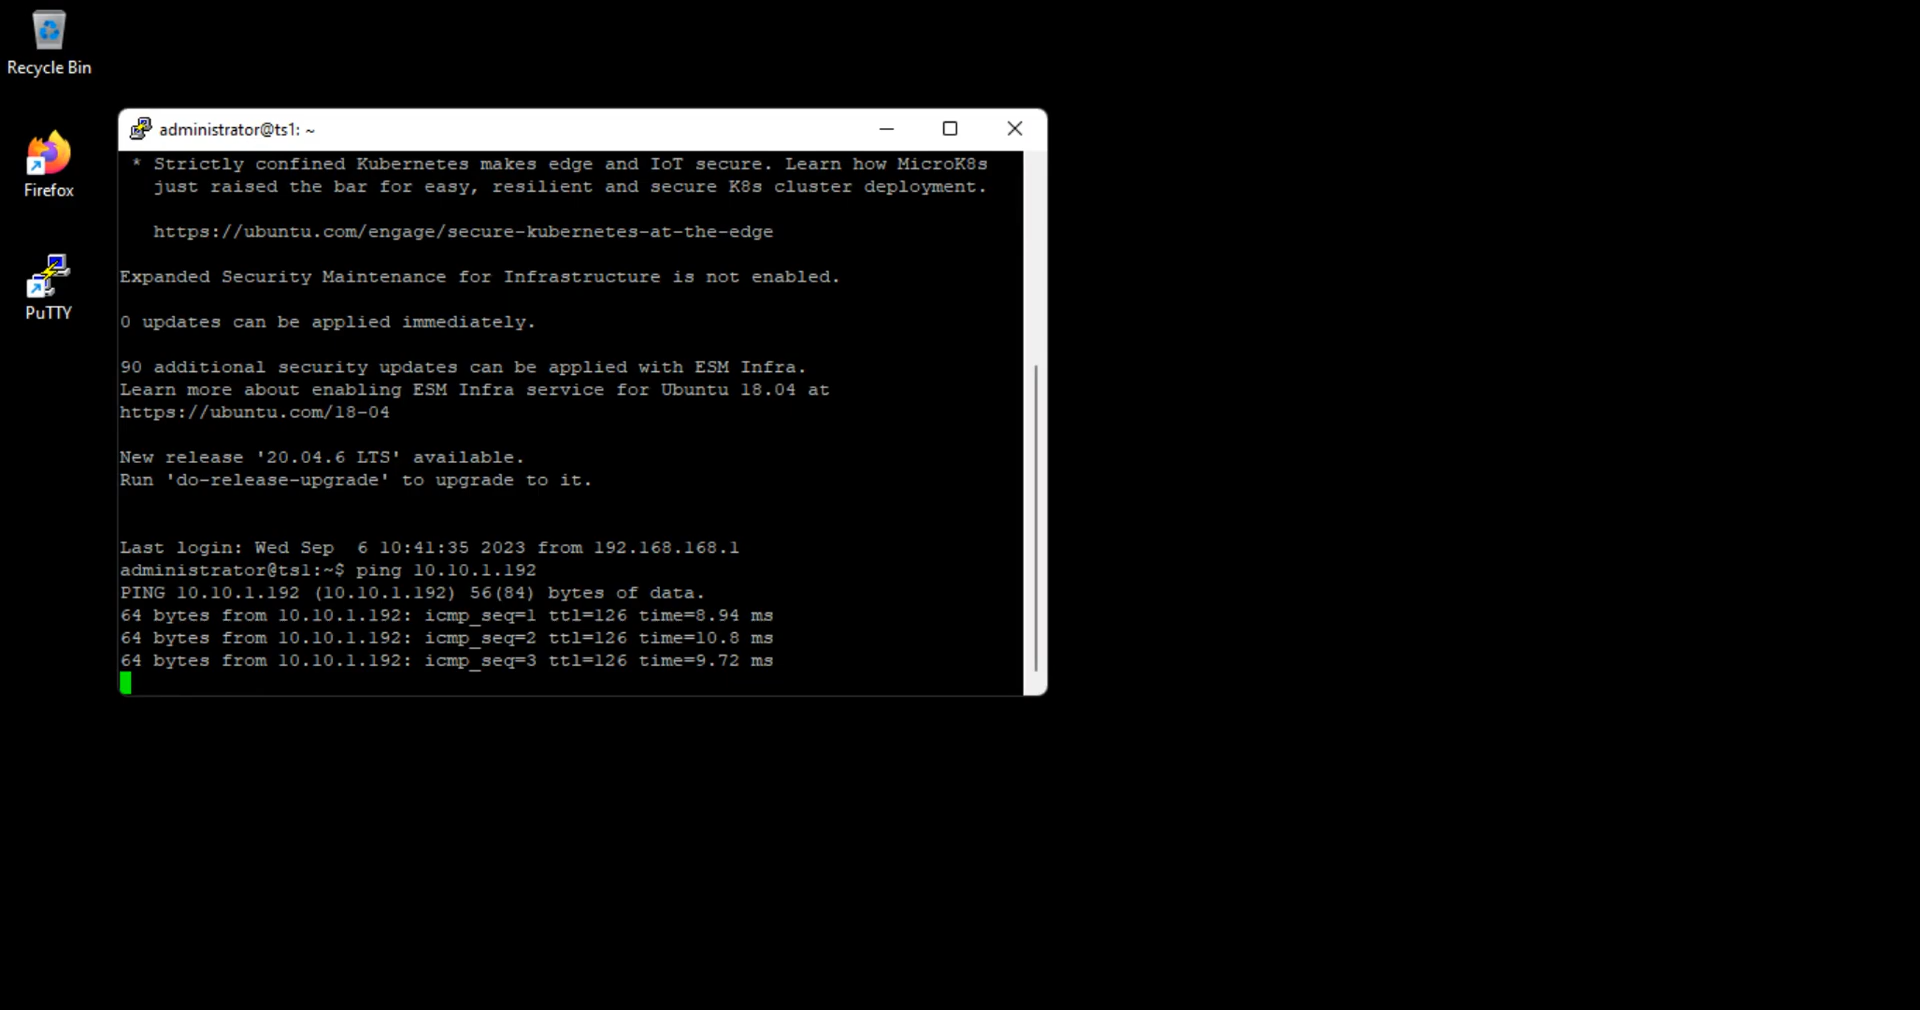 Recycle Bin
Firefox
PuTTY
administrator@ts1: ~
* Strictly confined Kubernetes makes edge and IoT secure. Learn how MicroK8s
just raised the bar for easy, resilient and secure K8s cluster deployment.
https://ubuntu.com/engage/secure-kubernetes-at-the-edge
Expanded Security Maintenance for Infrastructure is not enabled.
0 updates can be applied immediately.
90 additional security updates can be applied with ESM Infra.
Learn more about enabling ESM Infra service for Ubuntu 18.04 at
https://ubuntu.com/18-04
New release '20.04.6 LTS' available.
Run 'do-release-upgrade' to upgrade to it.
Last login: Wed Sep  6 10:41:35 2023 from 192.168.168.1
administrator@ts1:~$ ping 10.10.1.192
PING 10.10.1.192 (10.10.1.192) 56(84) bytes of data.
64 bytes from 10.10.1.192: icmp_seq=1 ttl=126 time=8.94 ms
64 bytes from 10.10.1.192: icmp_seq=2 ttl=126 time=10.8 ms
64 bytes from 10.10.1.192: icmp_seq=3 ttl=126 time=9.72 ms